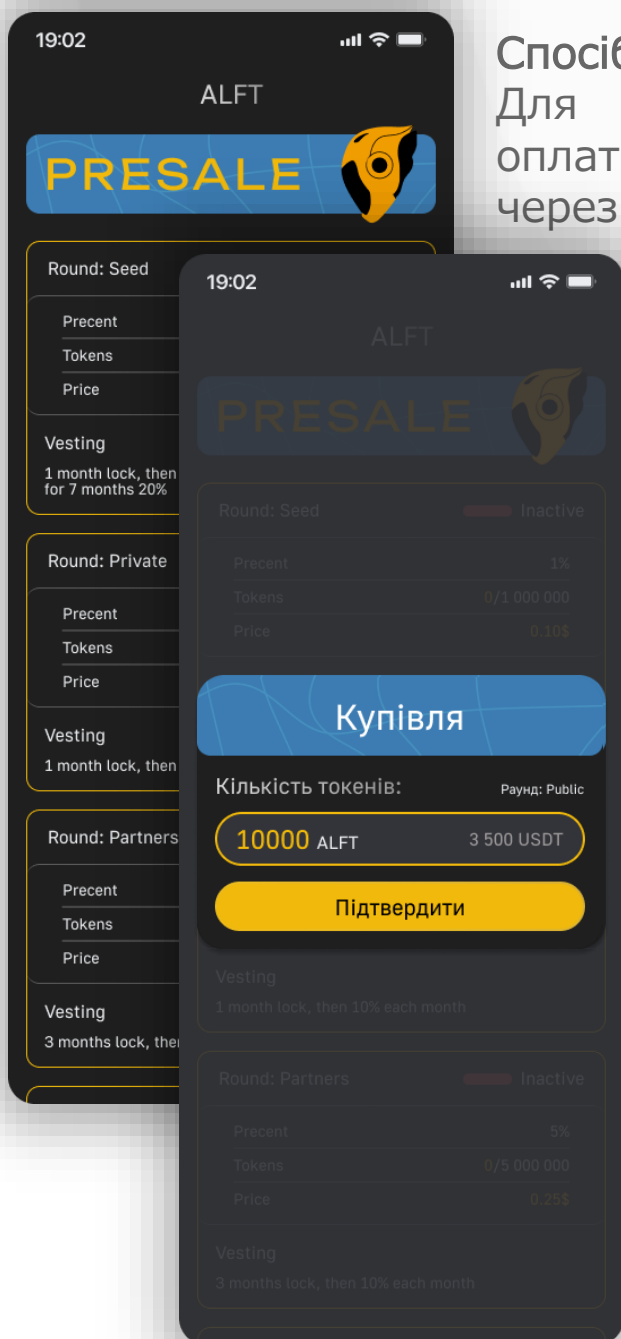 19:02
ALFT
PRESALE
Round: Seed
Precent
Tokens
Price
Vesting
1 month lock, then
for 7 months 20%
Round: Private
Precent
Tokens
Price
Vesting
1 month lock, then
Round: Partners
Precent
Tokens
Price
Vesting
3 months lock, the
Спосіб
Для
оплат
через
19:02
ALFT
PRESALE
Round: Seed Inactive
Precent 1%
Tokens 0/1 000 000
Price 0.10$
Купівля
Кількість токенів: Раунд: Public
10000 ALFT 3 500 USDT
Підтвердити
Vesting
1 month lock, then 10% each month
Round: Partners Inactive
Precent 5%
Tokens 0/5 000 000
Price 0.25$
Vesting
3 months lock, then 10% each month